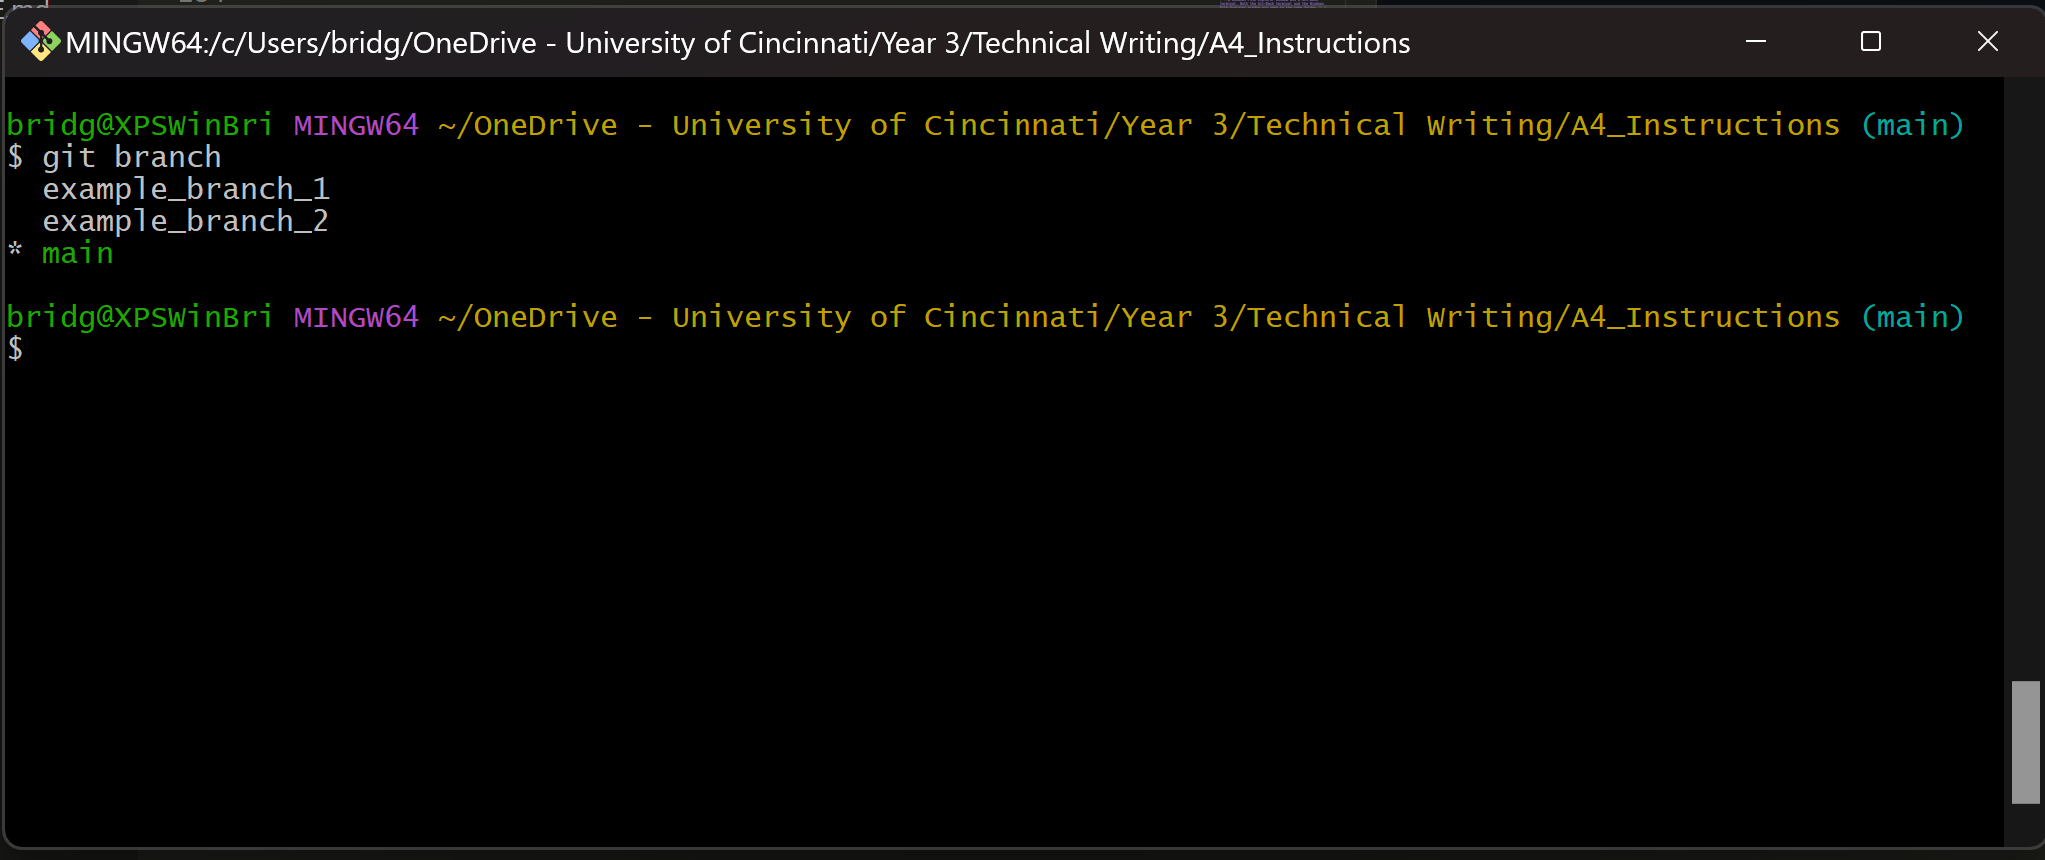 MINGW64:/c/Users/bridg/OneDrive - University of Cincinnati/Year 3/Technical Writing/A4_Instructions
bridg@XPSWinBri MINGW64 ~/OneDrive - University of Cincinnati/Year 3/Technical Writing/A4_Instructions (main)
$ git branch
  example_branch_1
  example_branch_2
* main
bridg@XPSWinBri MINGW64 ~/OneDrive - University of Cincinnati/Year 3/Technical Writing/A4_Instructions (main)
$